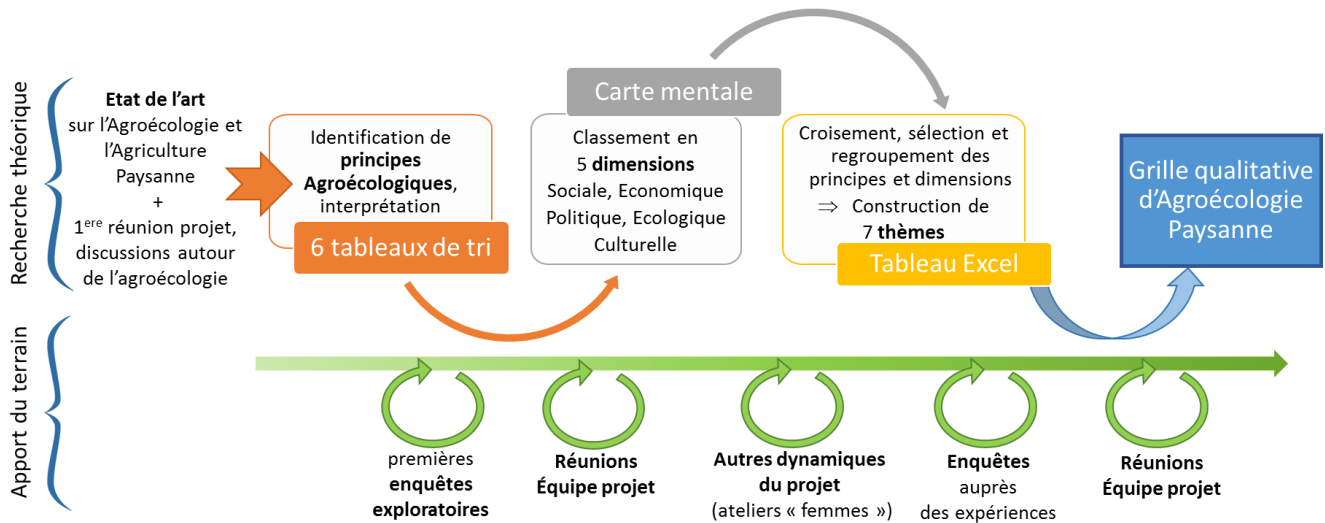 Recherche théorique
Etat de l'art
sur l'Agroécologie et
l'Agriculture
Paysanne
+
1ere réunion projet,
discussions autour
de l'agroécologie
Identification de
principes
Agroécologiques,
interprétation
6 tableaux de tri
Carte mentale
Classement en
5 dimensions
Sociale, Economique
Politique, Ecologique
Culturelle
Croisement, sélection et
regroupement des
principes et dimensions
⇒ Construction de
7 thèmes
Tableau Excel
Grille qualitative
d'Agroécologie
Paysanne
Apport du terrain
premières
enquêtes
exploratoires
Réunions
Équipe projet
Autres dynamiques
du projet
(ateliers « femmes »)
Enquêtes
auprès
des expériences
Réunions
Équipe projet